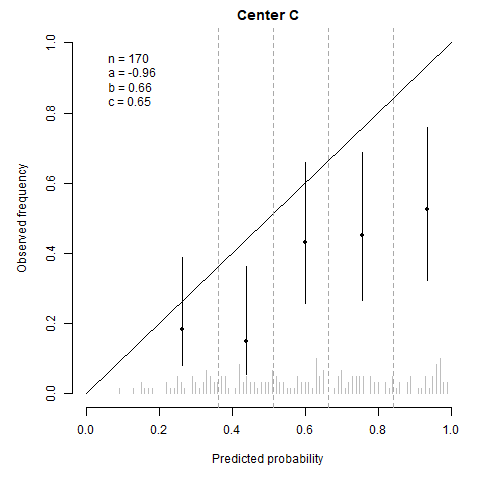 Center C
n = 170
a = -0.96
b = 0.66
c = 0.65
Observed frequency
1.0
0.8
0.6
0.4
0.2
0.0
0.0 0.2 0.4 0.6 0.8 1.0
Predicted probability